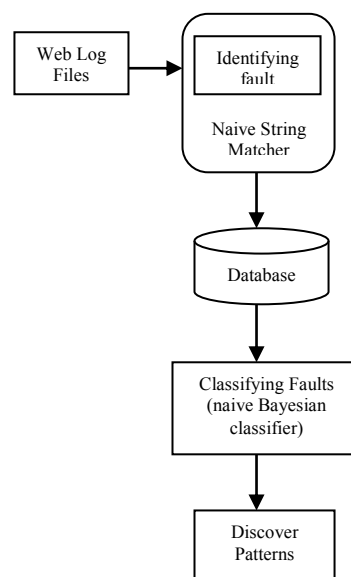 Web Log
Files
Identifying
fault
Naive String
Matcher
Database
Classifying Faults
(naive Bayesian
classifier)
Discover
Patterns